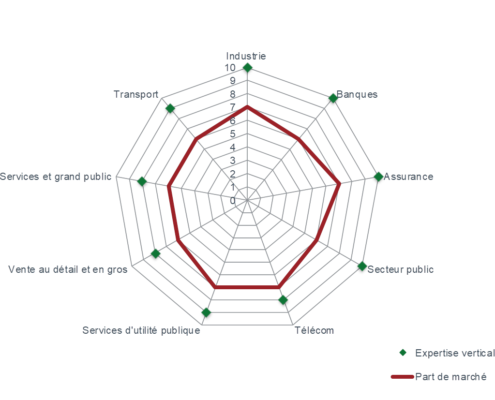 Industrie
10
9
8
7
6
5
4
3
2
1
0
Transport
Banques
Services et grand public
Assurance
Vente au détail et en gros
Secteur public
Services d'utilité publique
Télécom
Expertise vertical
Part de marché